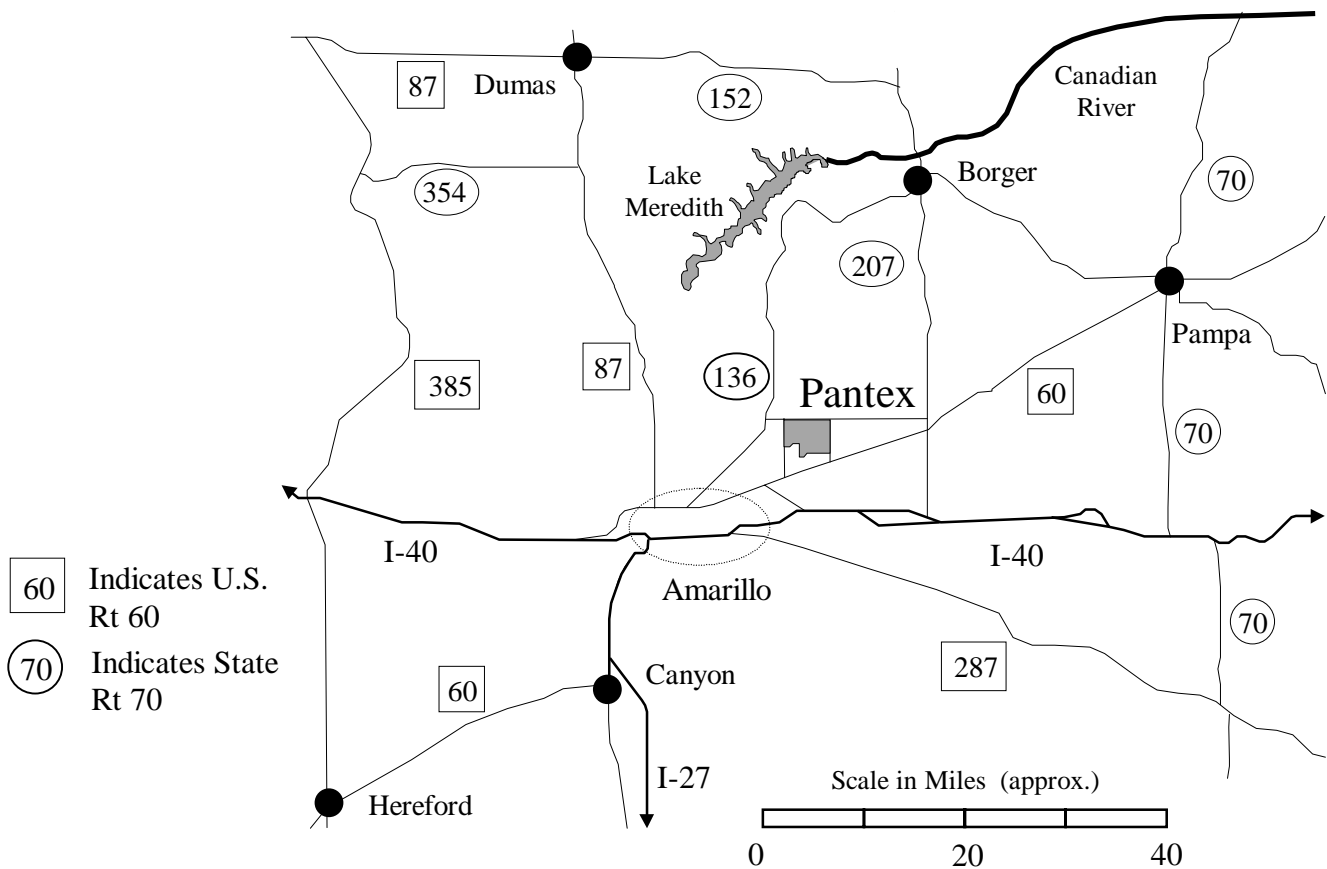 87
Dumas
152
Canadian
River
Lake
Meredith
354
Borger
70
207
Pampa
385
87
136
Pantex
60
70
I-40
I-40
Amarillo
60
Indicates U.S.
Rt 60
70
Indicates State
Rt 70
70
Canyon
287
60
I-27
Hereford
Scale in Miles (approx.)
0
20
40